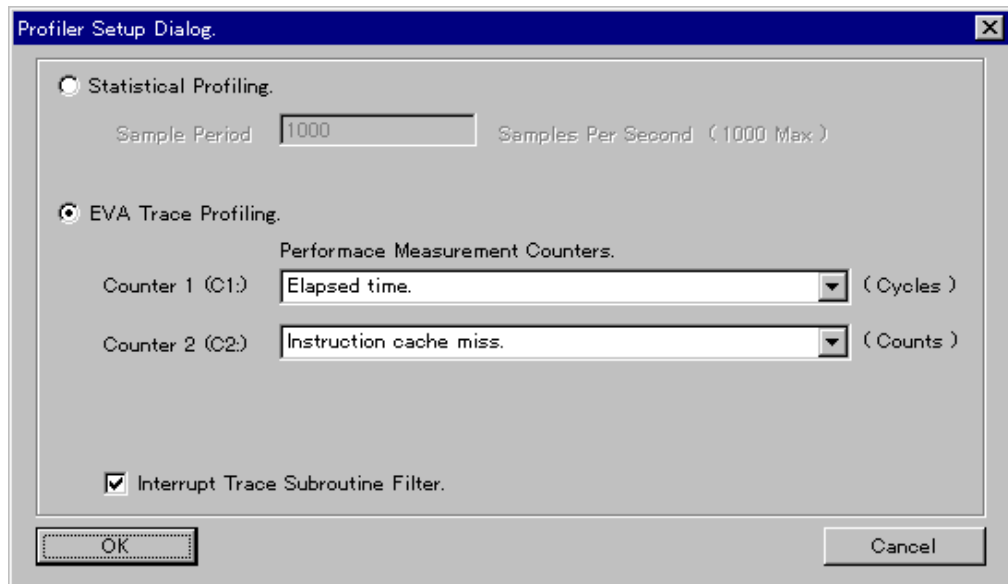 Profiler Setup Dialog.
Statistical Profiling.
Sample Period 1000 Samples Per Second ( 1000 Max )
EVA Trace Profiling.
Performace Measurement Counters.
Counter 1 (C1:) Elapsed time. ( Cycles )
Counter 2 (C2:) Instruction cache miss. ( Counts )
Interrupt Trace Subroutine Filter.
OK Cancel